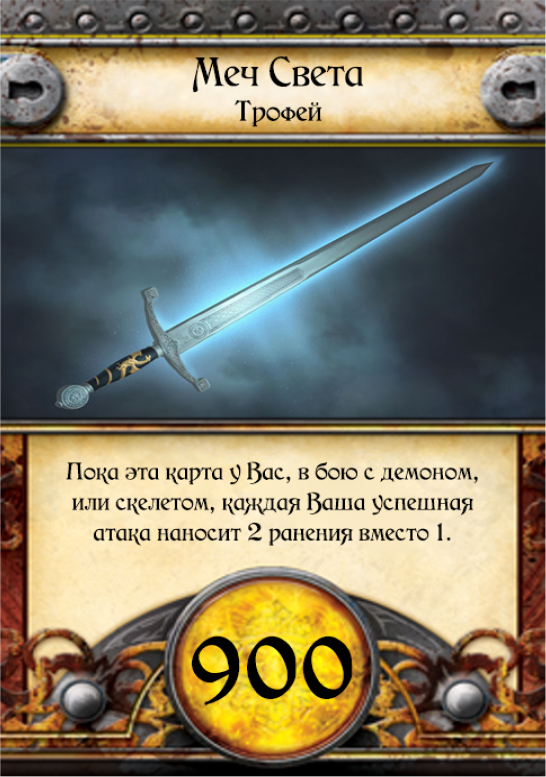 Меч Света
Трофей
Пока эта карта у Вас, в бою с демоном,
или скелетом, каждая Ваша успешная
атака наносит 2 ранения вместо 1.
900